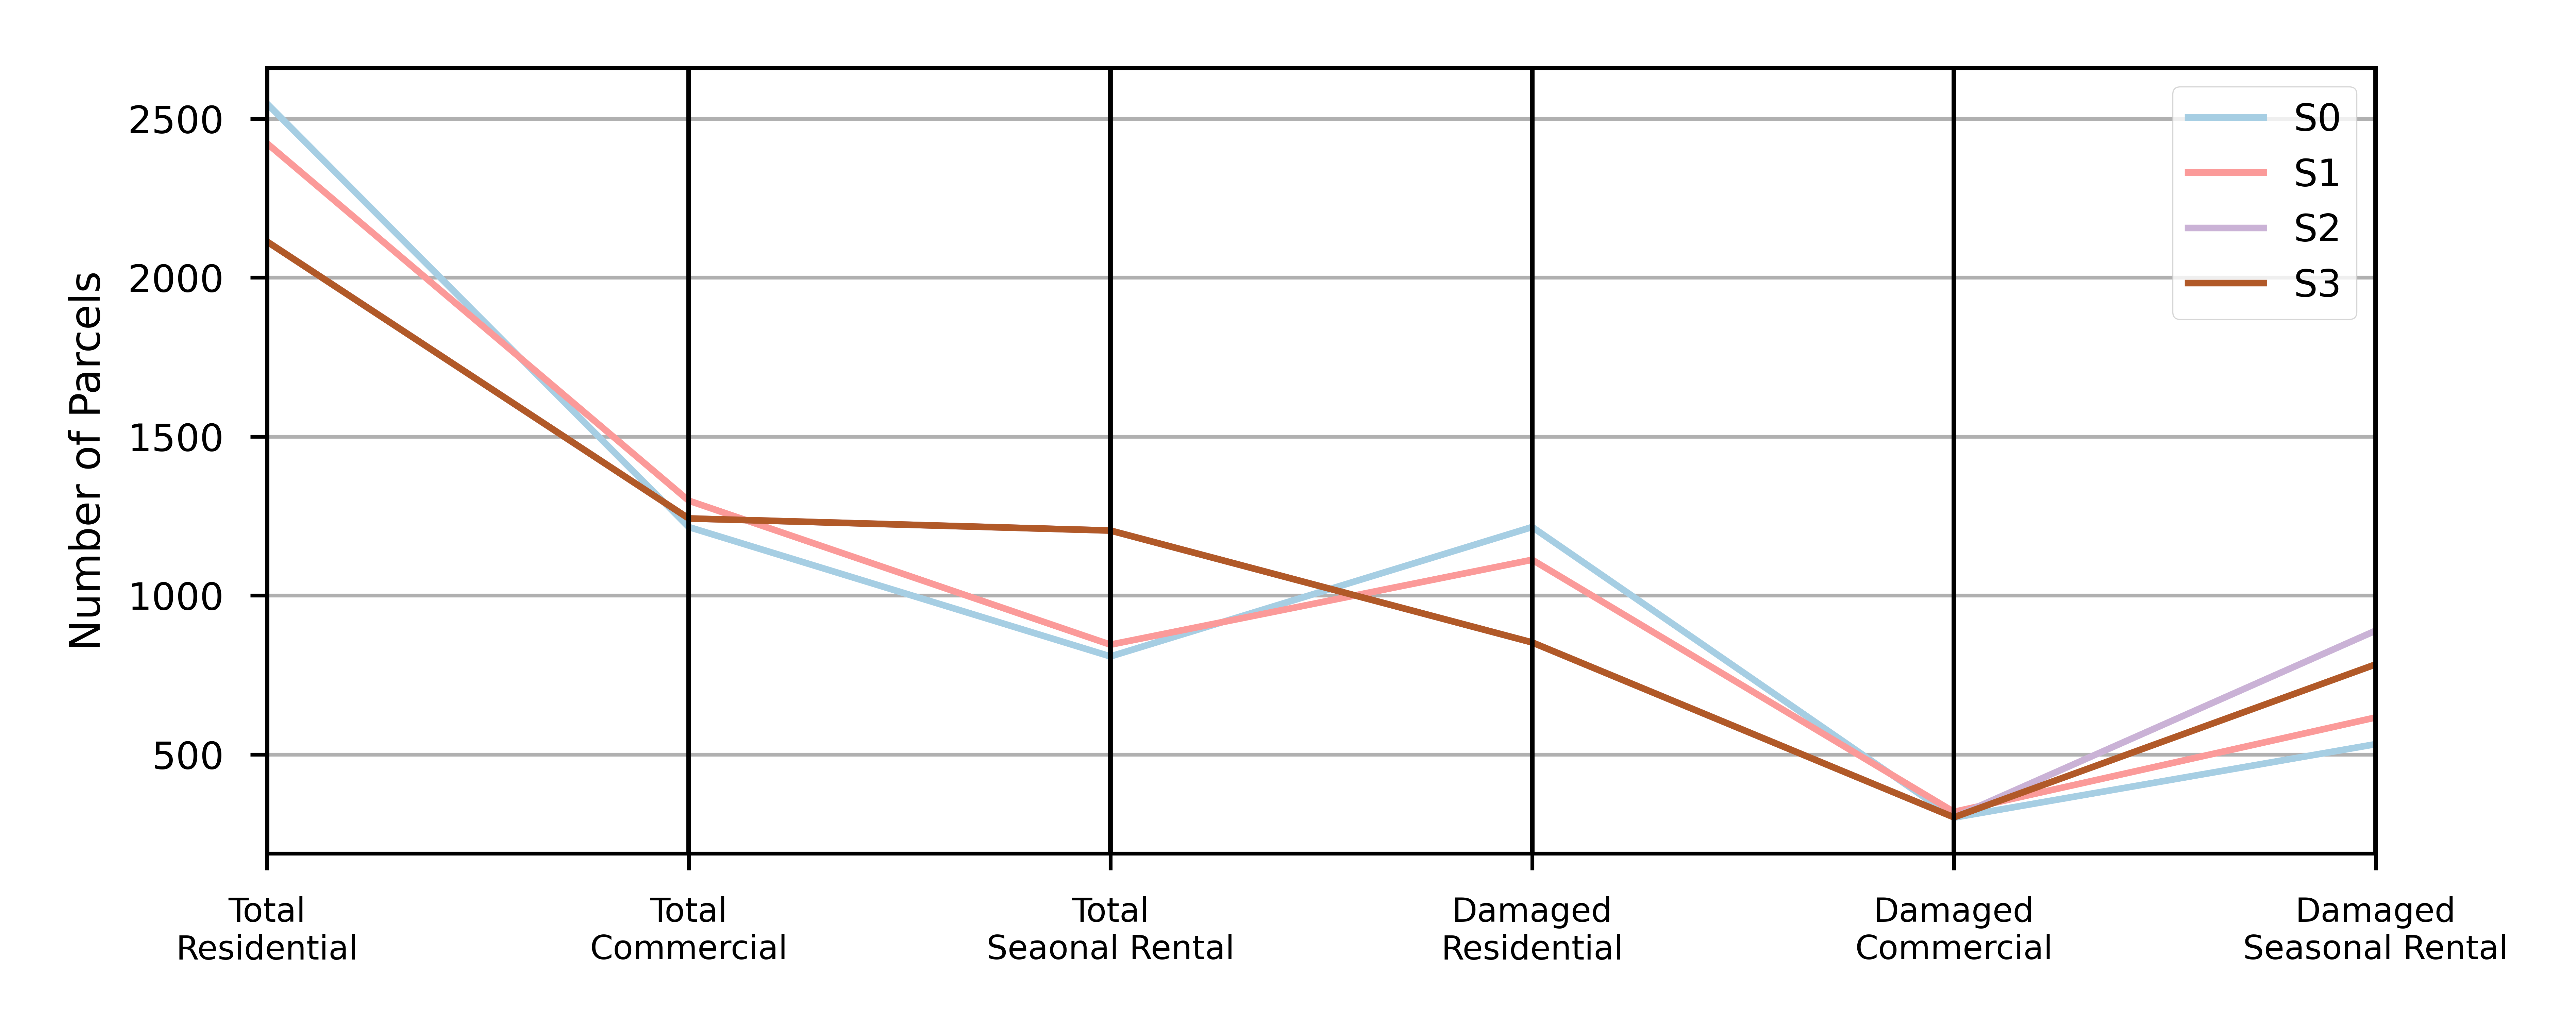 Number of Parcels
2500
2000
1500
1000
500
S0
S1
S2
S3
Total
Residential
Total
Commercial
Total
Seaonal Rental
Damaged
Residential
Damaged
Commercial
Damaged
Seasonal Rental